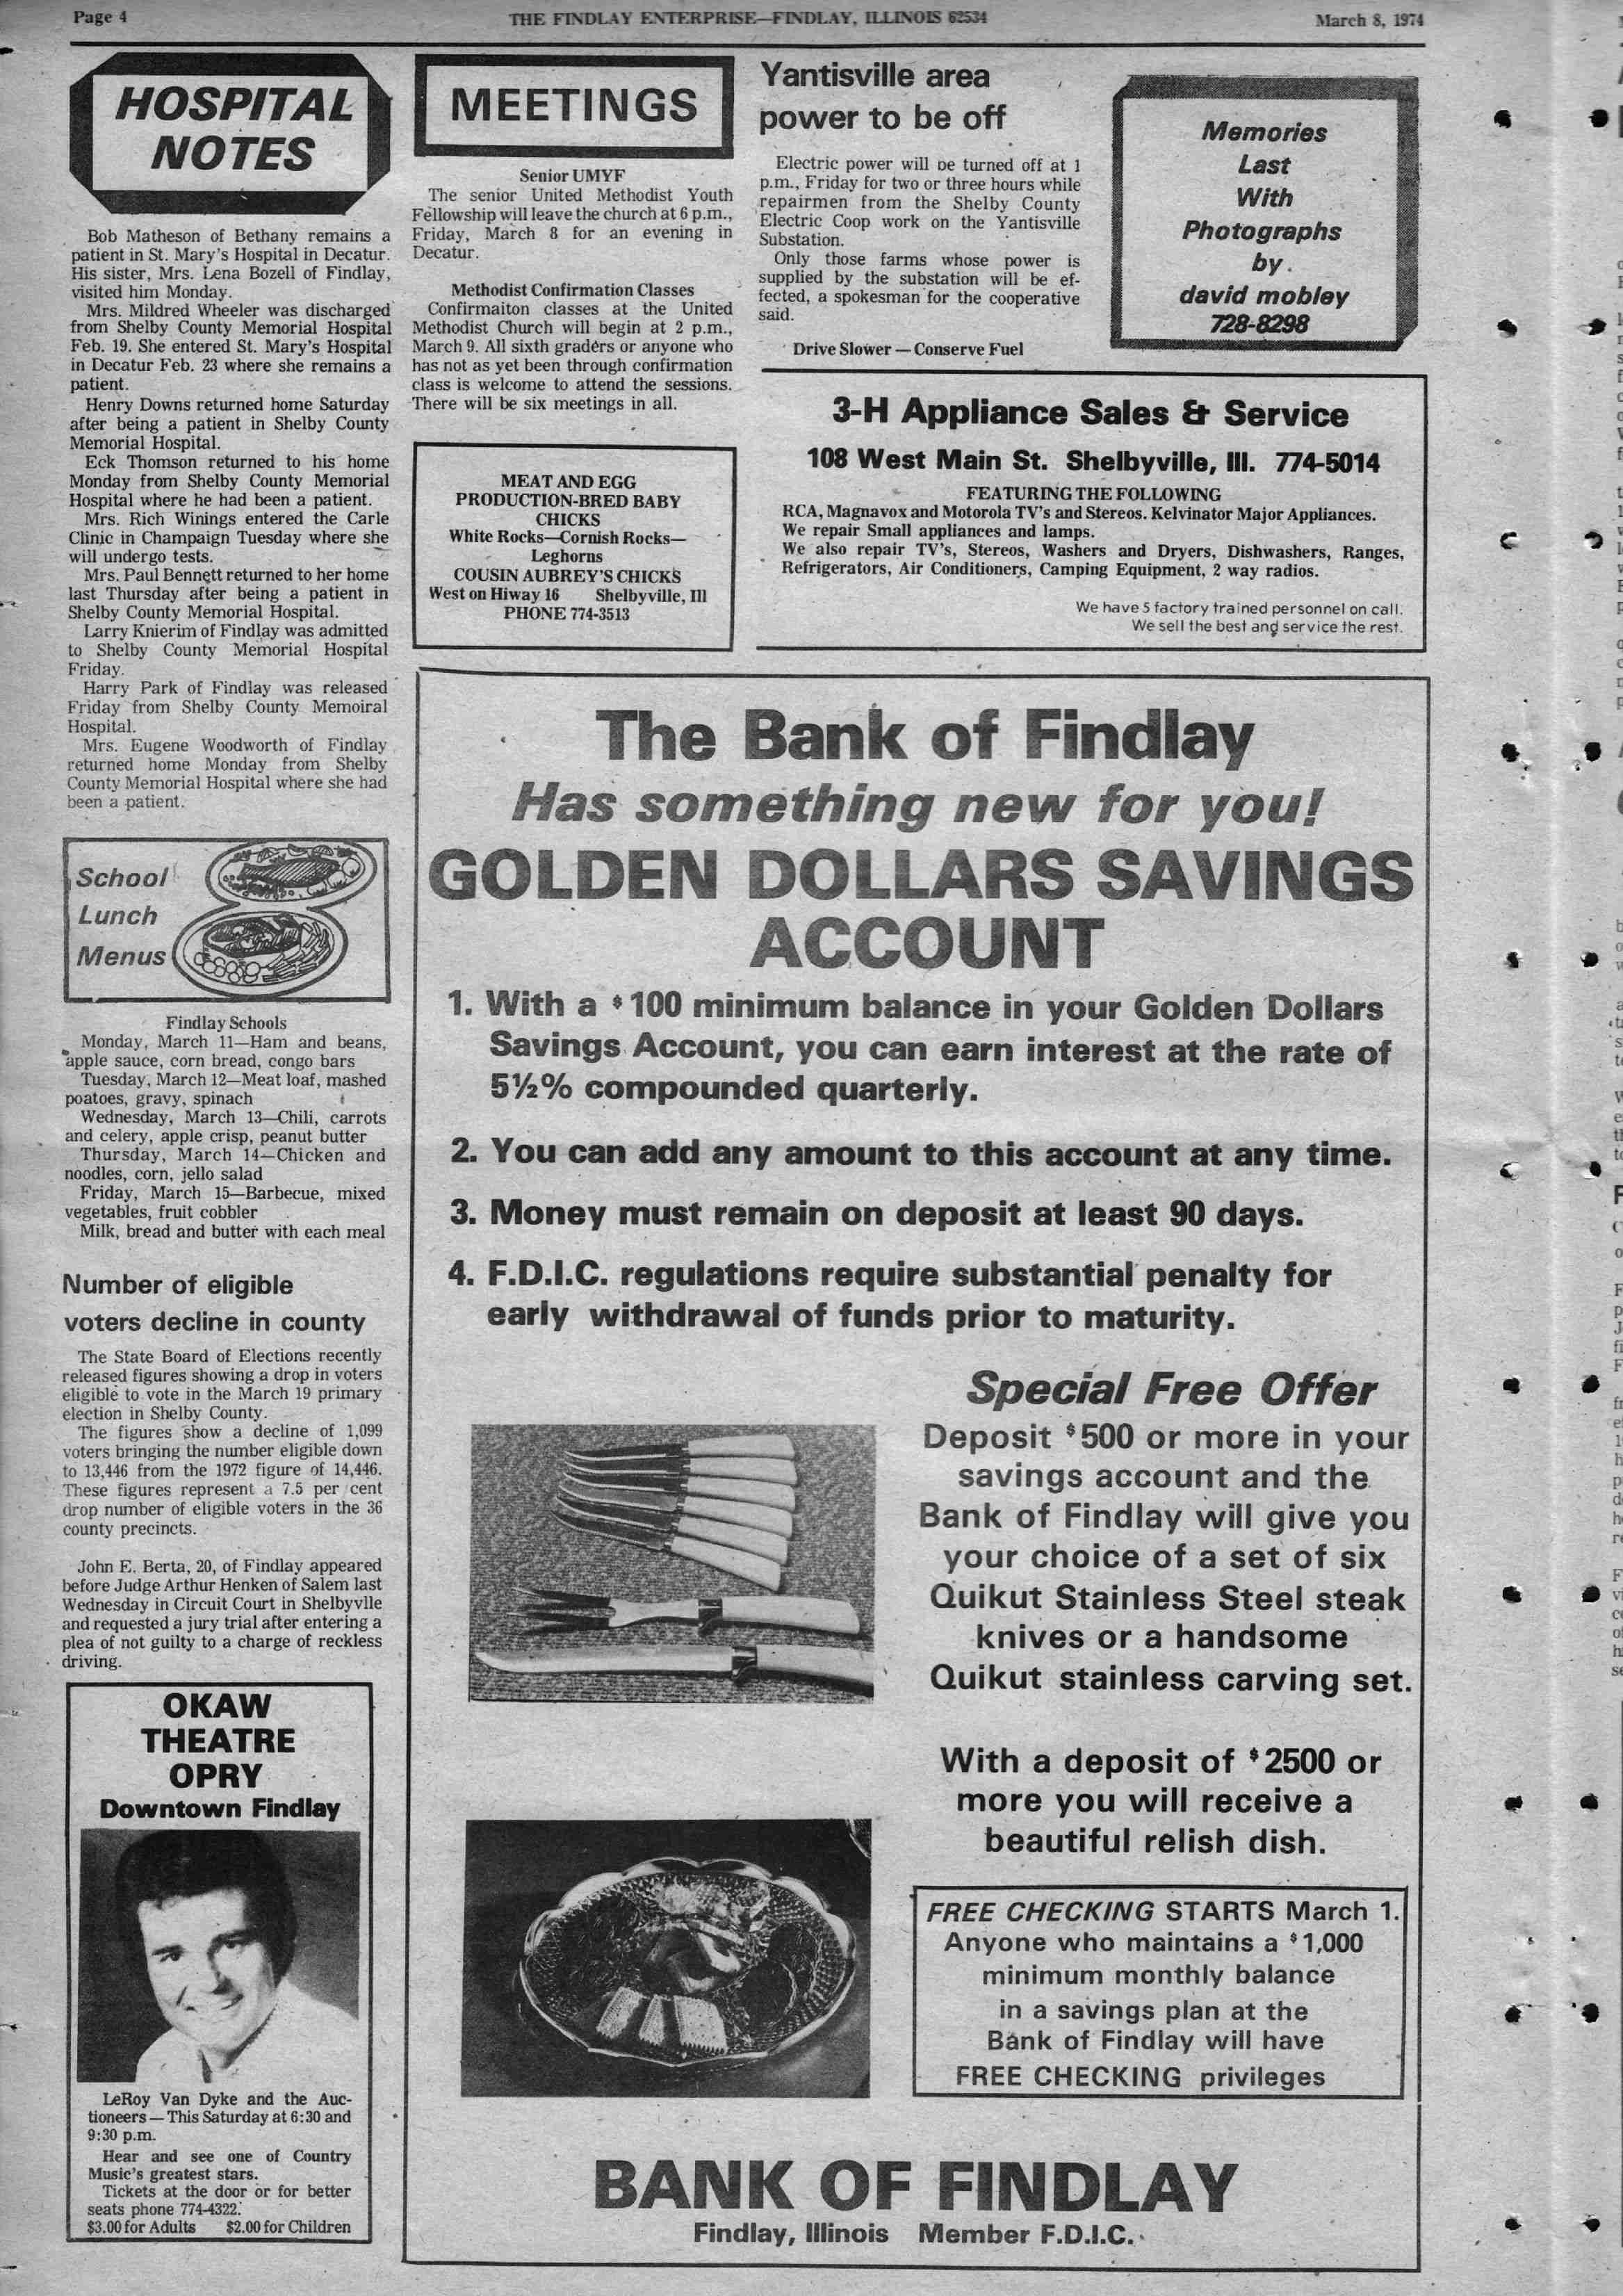 Page 4
THE FINDLAY ENTERPRISE—FINDLAY, ILLINOIS 62534
March 8, 1974
HOSPITAL
NOTES
Bob Matheson of Bethany remains a
patient in St. Mary's Hospital in Decatur.
His sister, Mrs. Lena Bozell of Findlay,
visited him Monday.
Mrs. Mildred Wheeler was discharged
from Shelby County Memorial Hospital
Feb. 19. She entered St. Mary's Hospital
in Decatur Feb. 23 where she remains a
patient.
Henry Downs returned home Saturday
after being a patient in Shelby County
Memorial Hospital.
Eck Thomson returned to his home
Monday from Shelby County Memorial
Hospital where he had been a patient.
Mrs. Rich Winings entered the Carle
Clinic in Champaign Tuesday where she
will undergo tests.
Mrs. Paul Bennett returned to her home
last Thursday after being a patient in
Shelby County Memorial Hospital.
Larry Knierim of Findlay was admitted
to Shelby County Memorial Hospital
Friday.
Harry Park of Findlay was released
Friday from Shelby County Memoiral
Hospital.
Mrs. Eugene Woodworth of Findlay
returned home Monday from Shelby
County Memorial Hospital where she had
been a patient.
School
Lunch
Menus
Findlay Schools
Monday, March 11—Ham and beans,
apple sauce, corn bread, congo bars
Tuesday, March 12—Meat loaf, mashed
poatoes, gravy, spinach
Wednesday, March 13—Chili, carrots
and celery, apple crisp, peanut butter
Thursday, March 14—Chicken and
noodles, corn, jello salad
Friday, March 15—Barbecue, mixed
vegetables, fruit cobbler
Milk, bread and butter with each meal
Number of eligible
voters decline in county
The State Board of Elections recently
released figures showing a drop in voters
eligible to vote in the March 19 primary
election in Shelby County.
The figures show a decline of 1,099
voters bringing the number eligible down
to 13,446 from the 1972 figure of 14,446.
These figures represent a 7.5 per cent
drop number of eligible voters in the 36
county precincts.
John E. Berta, 20, of Findlay appeared
before Judge Arthur Henken of Salem last
Wednesday in Circuit Court in Shelbyvlle
and requested a jury trial after entering a
plea of not guilty to a charge of reckless
driving.
OKAW
THEATRE
OPRY
Downtown Findlay
LeRoy Van Dyke and the Auc-
tioneers — This Saturday at 6:30 and
9:30 p.m.
Hear and see one of Country
Music's greatest stars.
Tickets at the door or for better
seats phone 774-4322.
$3.00 for Adults $2.00 for Children
MEETINGS
Senior UMYF
The senior United Methodist Youth
Fellowship will leave the church at 6 p.m.,
Friday, March 8 for an evening in
Decatur.
Methodist Confirmation Classes
Confirmaiton classes at the United
Methodist Church will begin at 2 p.m.,
March 9. All sixth graders or anyone who
has not as yet been through confirmation
class is welcome to attend the sessions.
There will be six meetings in all.
MEAT AND EGG
PRODUCTION-BRED BABY
CHICKS
White Rocks—Cornish Rocks—
Leghorns
COUSIN AUBREY'S CHICKS
West on Hiway 16 Shelbyville, Ill
PHONE 774-3513
Yantisville area
power to be off
Electric power will be turned off at 1
p.m., Friday for two or three hours while
repairmen from the Shelby County
Electric Coop work on the Yantisville
Substation.
Only those farms whose power is
supplied by the substation will be ef-
fected, a spokesman for the cooperative
said.
Drive Slower — Conserve Fuel
Memories
Last
With
Photographs
by
david mobley
728-8298
3-H Appliance Sales & Service
108 West Main St. Shelbyville, Ill. 774-5014
FEATURING THE FOLLOWING
RCA, Magnavox and Motorola TV's and Stereos. Kelvinator Major Appliances.
We repair Small appliances and lamps.
We also repair TV's, Stereos, Washers and Dryers, Dishwashers, Ranges,
Refrigerators, Air Conditioners, Camping Equipment, 2 way radios.
We have 5 factory trained personnel on call.
We sell the best and service the rest.
The Bank of Findlay
Has something new for you!
GOLDEN DOLLARS SAVINGS
ACCOUNT
1. With a $100 minimum balance in your Golden Dollars
Savings Account, you can earn interest at the rate of
5½% compounded quarterly.
2. You can add any amount to this account at any time.
3. Money must remain on deposit at least 90 days.
4. F.D.I.C. regulations require substantial penalty for
early withdrawal of funds prior to maturity.
Special Free Offer
Deposit $500 or more in your
savings account and the
Bank of Findlay will give you
your choice of a set of six
Quikut Stainless Steel steak
knives or a handsome
Quikut stainless carving set.
With a deposit of $2500 or
more you will receive a
beautiful relish dish.
FREE CHECKING STARTS March 1.
Anyone who maintains a $1,000
minimum monthly balance
in a savings plan at the
Bank of Findlay will have
FREE CHECKING privileges
BANK OF FINDLAY
Findlay, Illinois Member F.D.I.C.